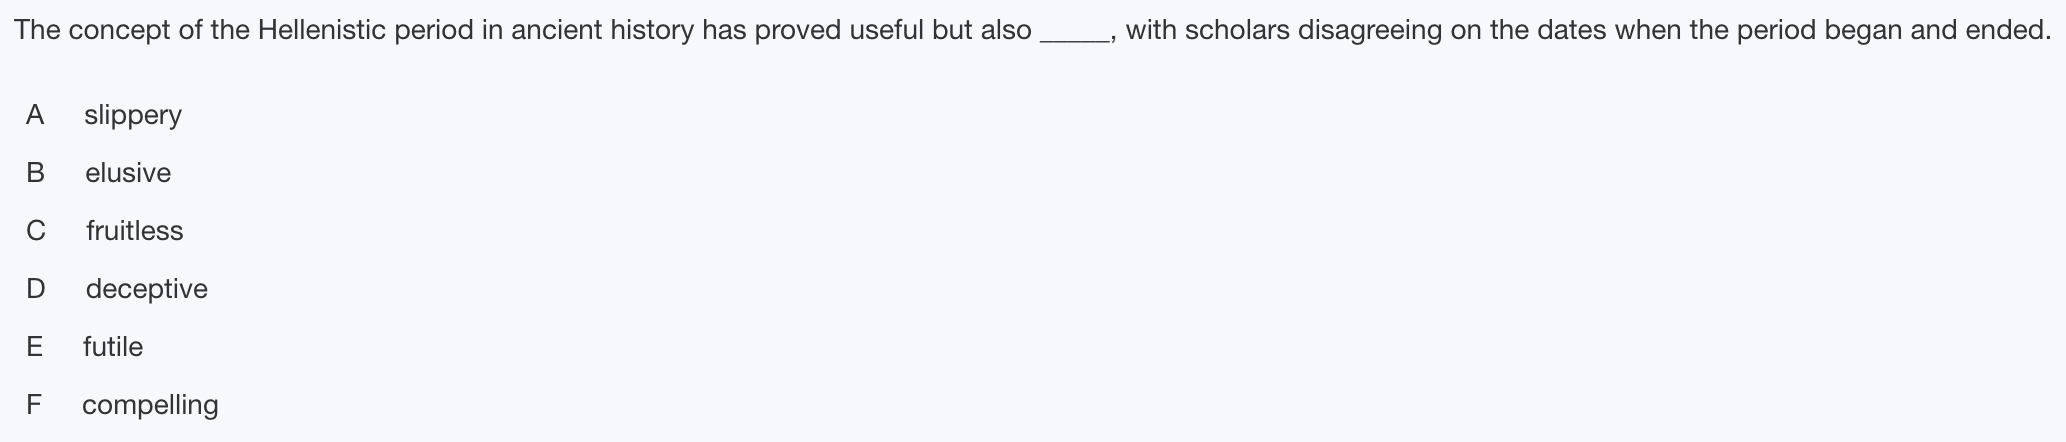 The concept of the Hellenistic period in ancient history has proved useful but also _____, with scholars disagreeing on the dates when the period began and ended.
A slippery
B elusive
C fruitless
D deceptive
E futile
F compelling